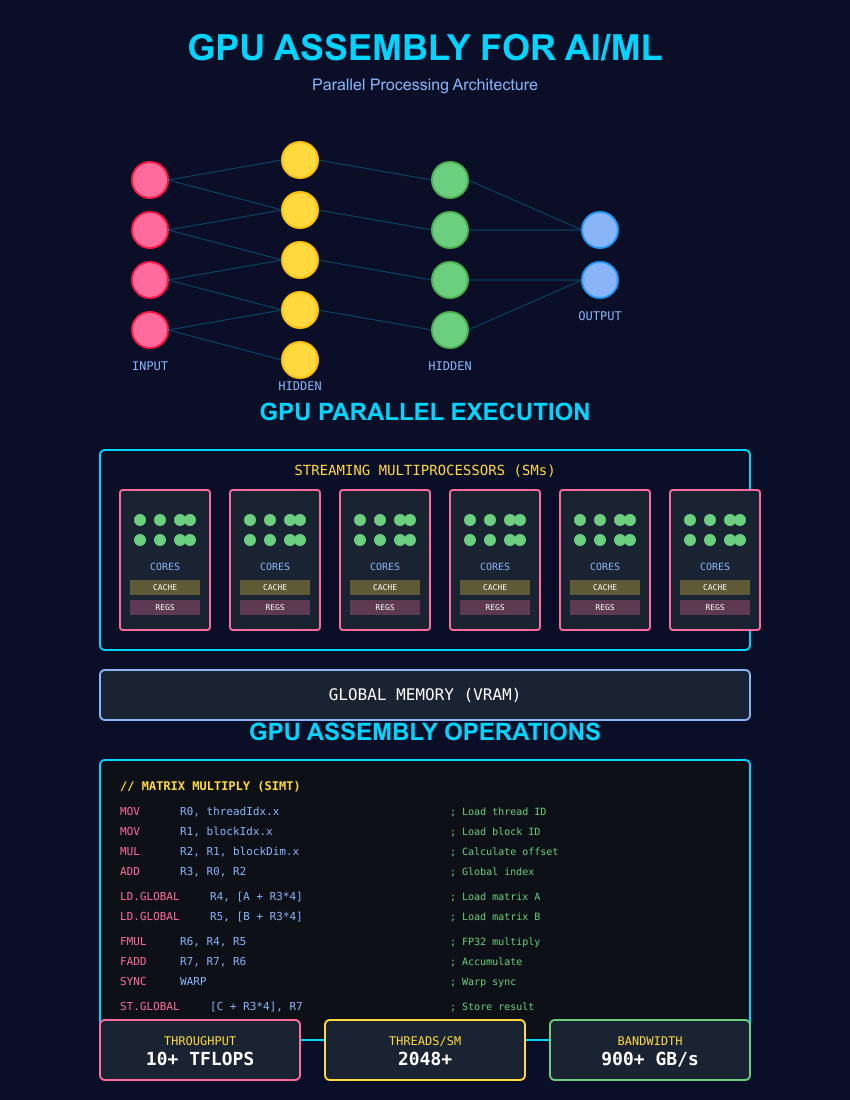 GPU ASSEMBLY FOR AI/ML
Parallel Processing Architecture
INPUT
HIDDEN
HIDDEN
OUTPUT
GPU PARALLEL EXECUTION
STREAMING MULTIPROCESSORS (SMs)
CORES CORES CORES CORES CORES CORES
CACHE CACHE CACHE CACHE CACHE CACHE
REGS REGS REGS REGS REGS REGS
GLOBAL MEMORY (VRAM)
GPU ASSEMBLY OPERATIONS
// MATRIX MULTIPLY (SIMT)
MOV R0, threadIdx.x ; Load thread ID
MOV R1, blockIdx.x ; Load block ID
MUL R2, R1, blockDim.x ; Calculate offset
ADD R3, R0, R2 ; Global index
LD.GLOBAL R4, [A + R3*4] ; Load matrix A
LD.GLOBAL R5, [B + R3*4] ; Load matrix B
FMUL R6, R4, R5 ; FP32 multiply
FADD R7, R7, R6 ; Accumulate
SYNC WARP ; Warp sync
ST.GLOBAL [C + R3*4], R7 ; Store result
THROUGHPUT
10+ TFLOPS
THREADS/SM
2048+
BANDWIDTH
900+ GB/s